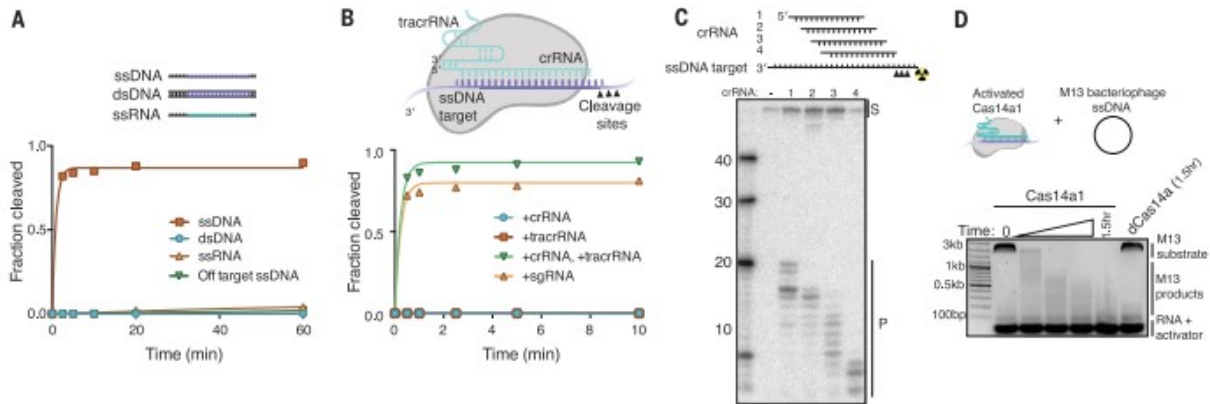 A
ssDNA
dsDNA
ssRNA
Fraction cleaved
1.0
0.5
0.0
0
20
40
60
Time (min)
ssDNA
dsDNA
ssRNA
Off target ssDNA
B
tracrRNA
crRNA
3'
5'
ssDNA
target
3'
Cleavage
sites
Fraction cleaved
1.0
0.5
0.0
0
2
4
6
8
10
Time (min)
+crRNA
+tracrRNA
+crRNA, +tracrRNA
+sgRNA
C
1 5'
crRNA 2
3
4
ssDNA target 3'
crRNA: - 1 2 3 4
S
40
30
20
10
P
D
Activated
Cas14a1
+
M13 bacteriophage
ssDNA
Cas14a1
dCas14a (1.5hr)
Time: 0
1.5hr
3kb
1kb
0.5kb
100bp
M13
substrate
M13
products
RNA +
activator